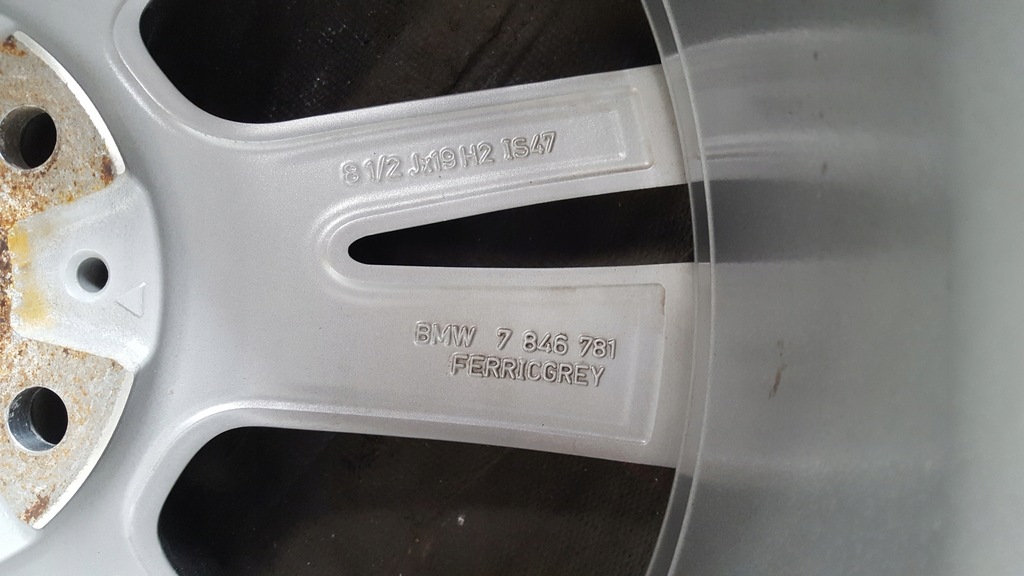 8 1/2 Jx19 H2 IS47
BMW 7 846 781
FERRICGREY